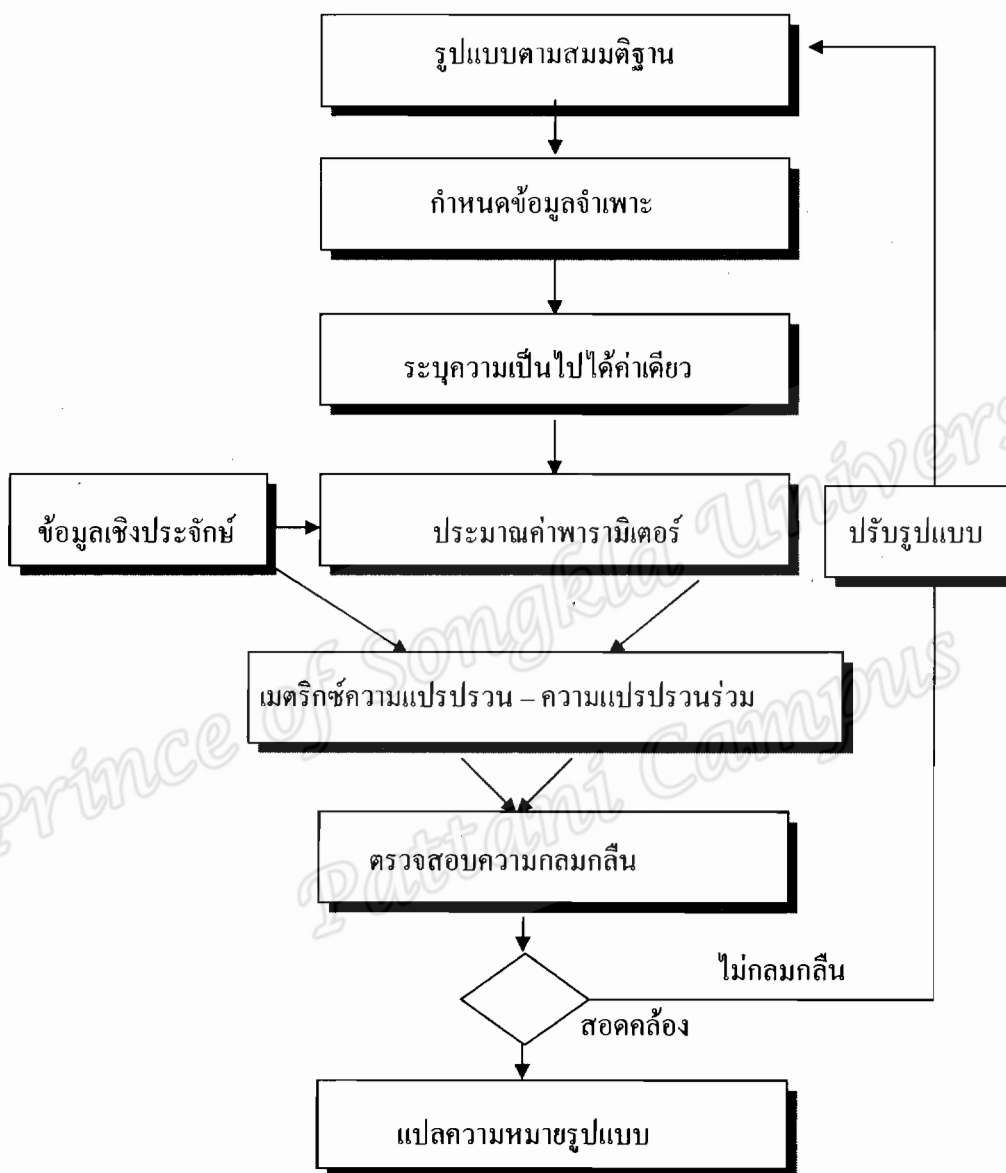 รูปแบบตามสมมติฐาน
กำหนดข้อมูลจำเพาะ
ระบุความเป็นไปได้ค่าเดียว
ข้อมูลเชิงประจักษ์
ประมาณค่าพารามิเตอร์
ปรับรูปแบบ
เมตริกซ์ความแปรปรวน – ความแปรปรวนร่วม
ตรวจสอบความกลมกลืน
ไม่กลมกลืน
สอดคล้อง
แปลความหมายรูปแบบ
Prince of Songkla
Pattani Campus